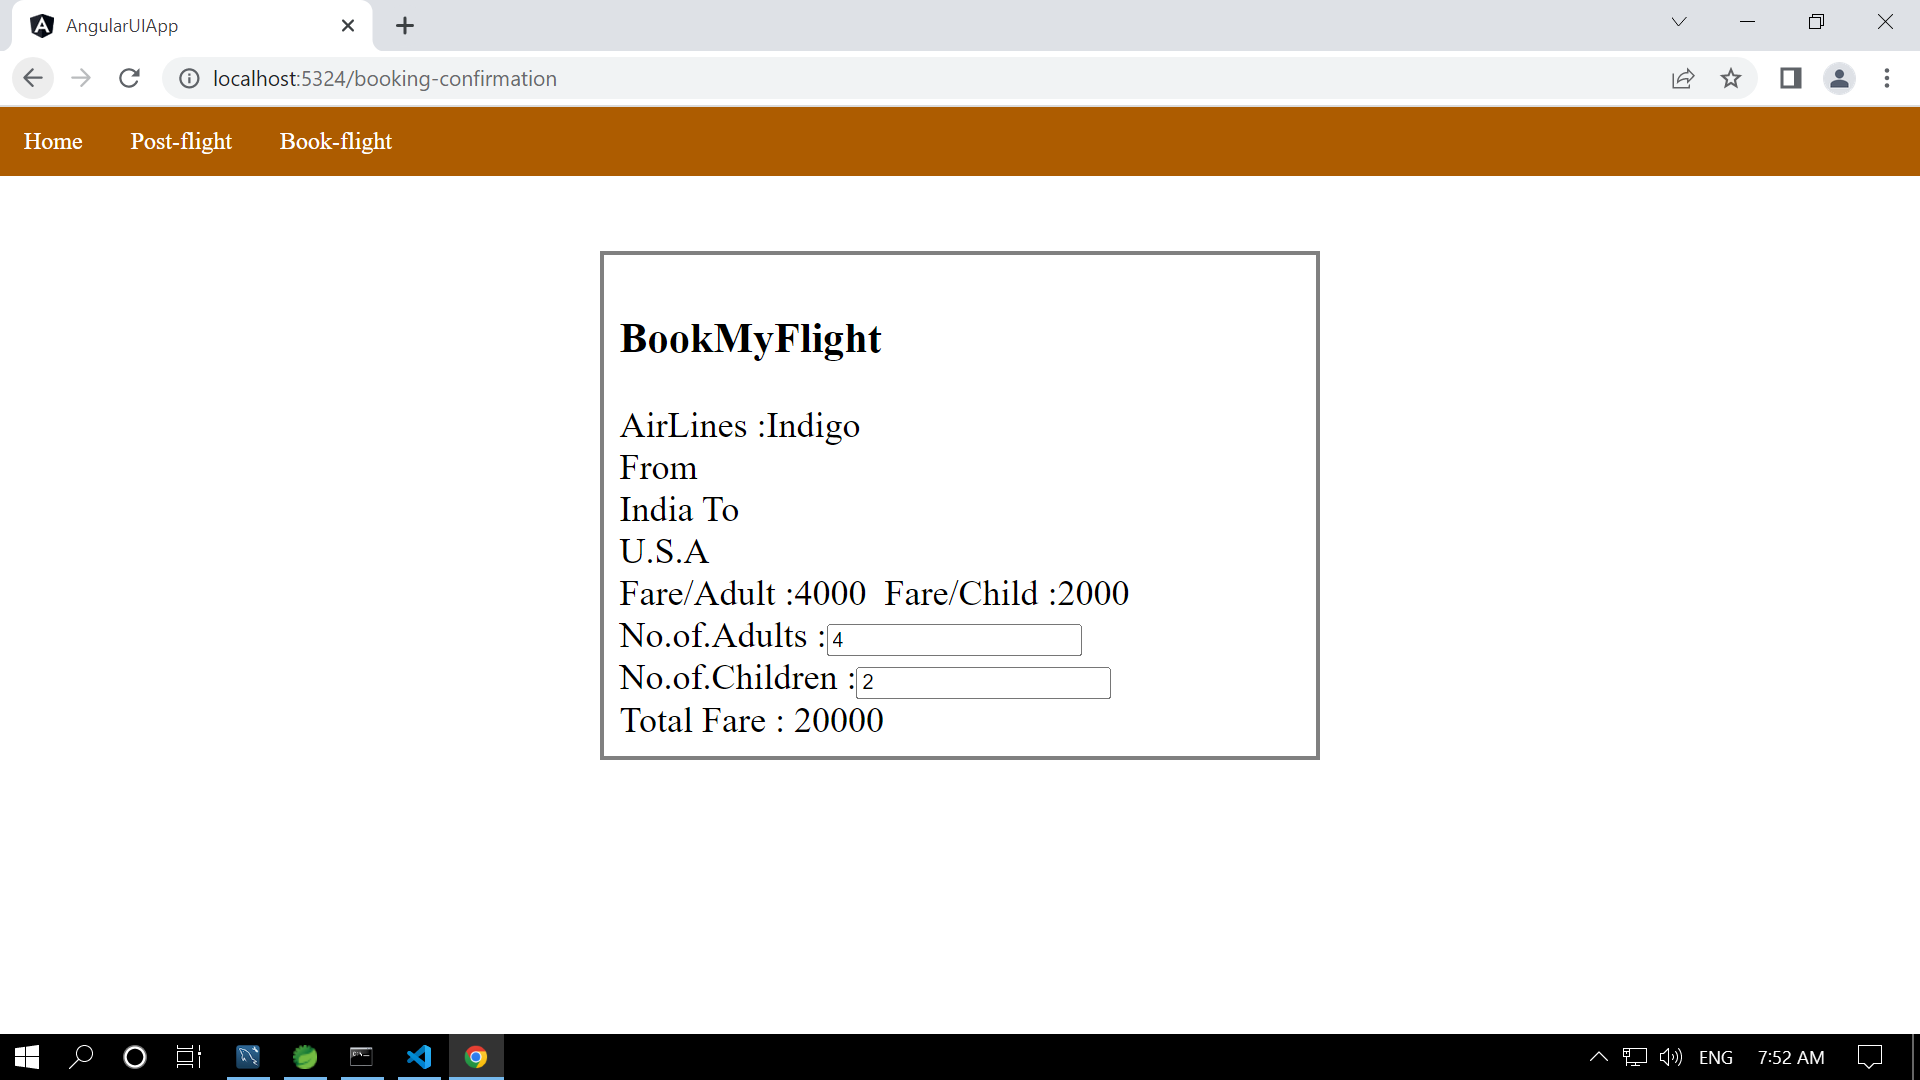 AngularUIApp
localhost:5324/booking-confirmation
Home Post-flight Book-flight
BookMyFlight
AirLines :Indigo
From
India To
U.S.A
Fare/Adult :4000 Fare/Child :2000
No.of.Adults :4
No.of.Children :2
Total Fare : 20000
ENG 7:52 AM